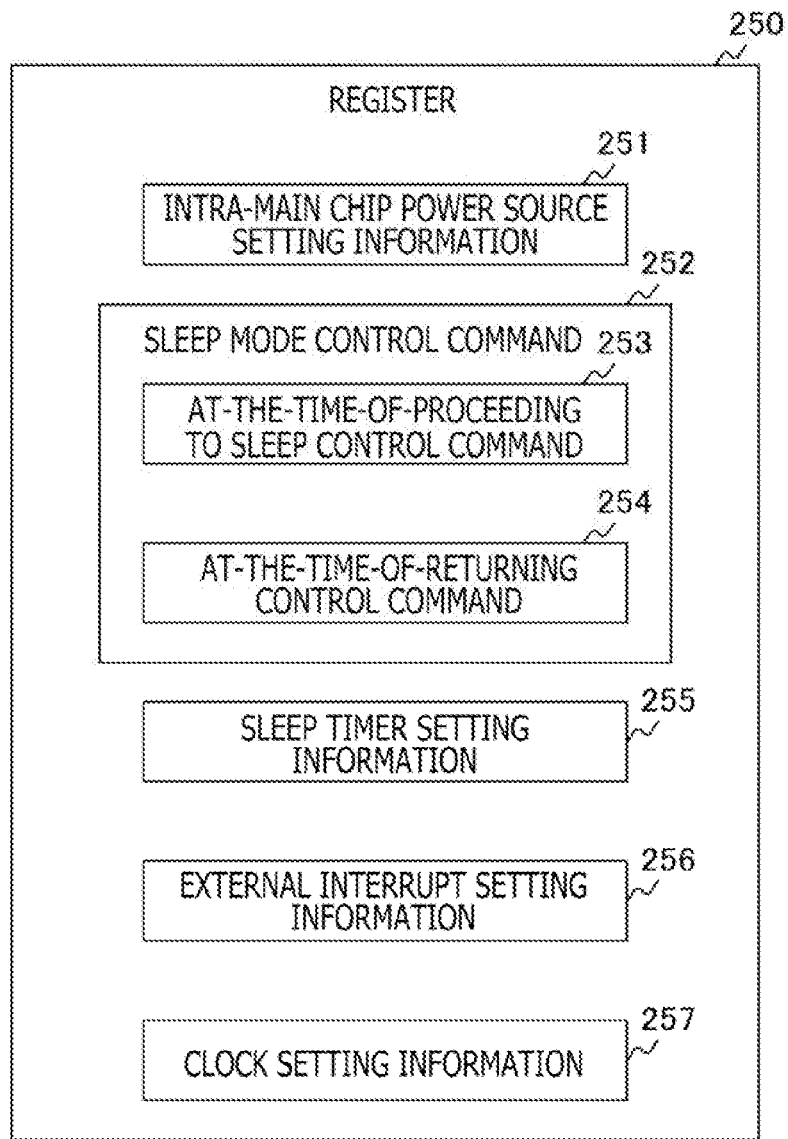 250
REGISTER
251
INTRA-MAIN CHIP POWER SOURCE
SETTING INFORMATION
252
SLEEP MODE CONTROL COMMAND
253
AT-THE-TIME-OF-PROCEEDING
TO SLEEP CONTROL COMMAND
254
AT-THE-TIME-OF-RETURNING
CONTROL COMMAND
255
SLEEP TIMER SETTING
INFORMATION
256
EXTERNAL INTERRUPT SETTING
INFORMATION
257
CLOCK SETTING INFORMATION